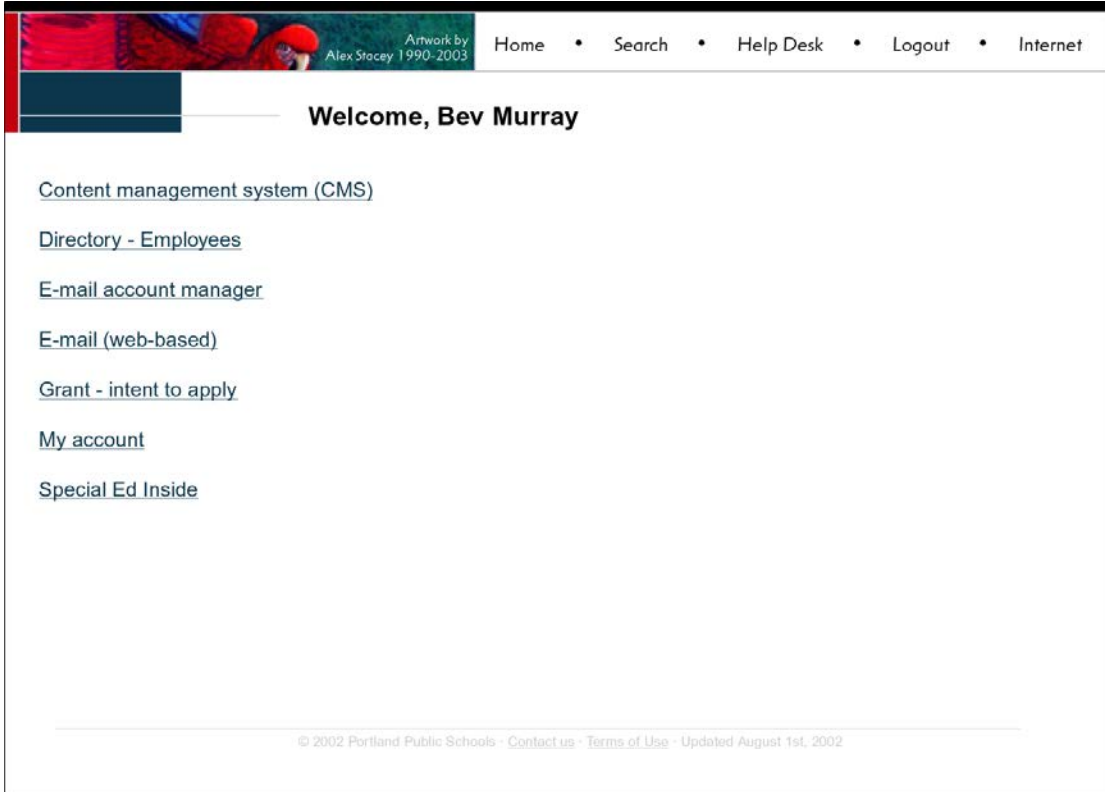 Artwork by
Alex Stacey 1990-2003
Home • Search • Help Desk • Logout • Internet
Welcome, Bev Murray
Content management system (CMS)
Directory - Employees
E-mail account manager
E-mail (web-based)
Grant - intent to apply
My account
Special Ed Inside
© 2002 Portland Public Schools · Contact us · Terms of Use · Updated August 1st, 2002